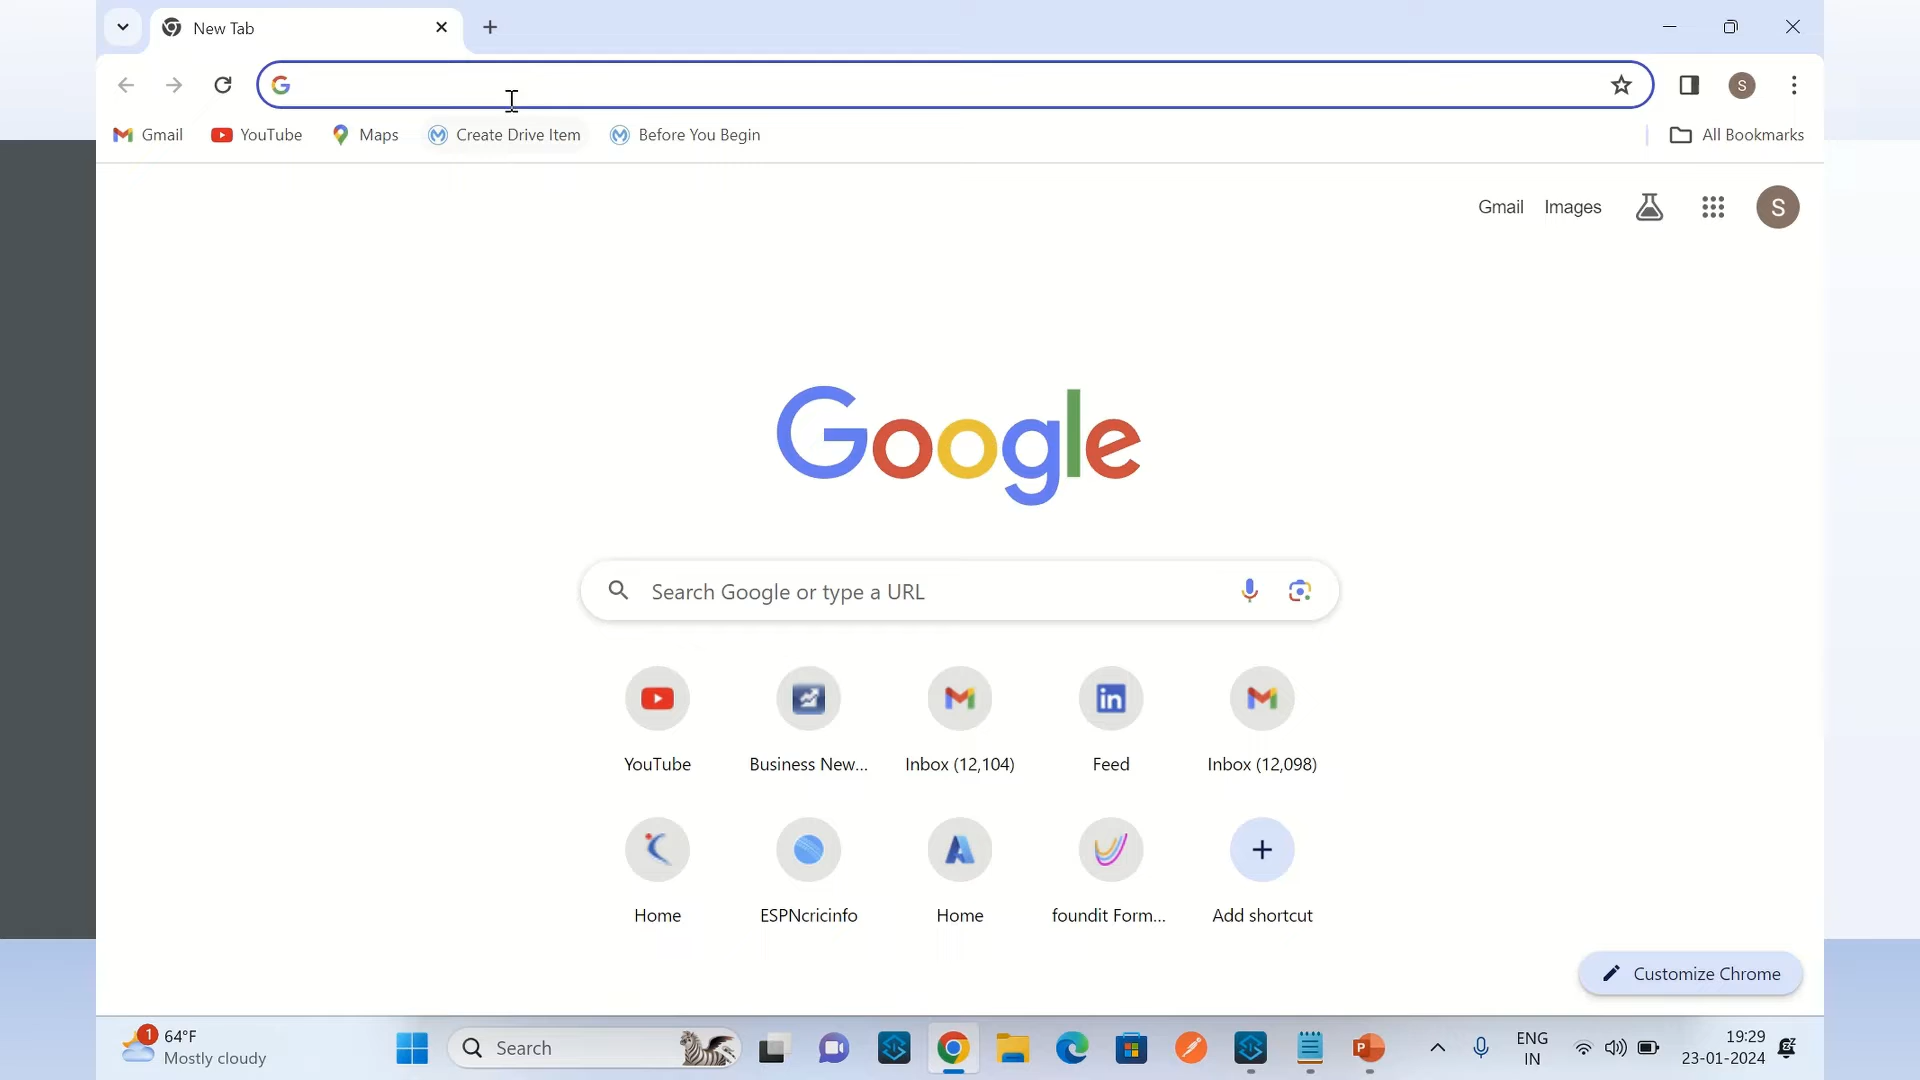 New Tab
Gmail
YouTube
Maps
Create Drive Item
Before You Begin
All Bookmarks
Gmail
Images
S
S
Google
Search Google or type a URL
YouTube
Business New...
Inbox (12,104)
Feed
Inbox (12,098)
Home
ESPNcricinfo
Home
foundit Form...
Add shortcut
Customize Chrome
1
64°F
Mostly cloudy
Search
ENG
IN
19:29
23-01-2024